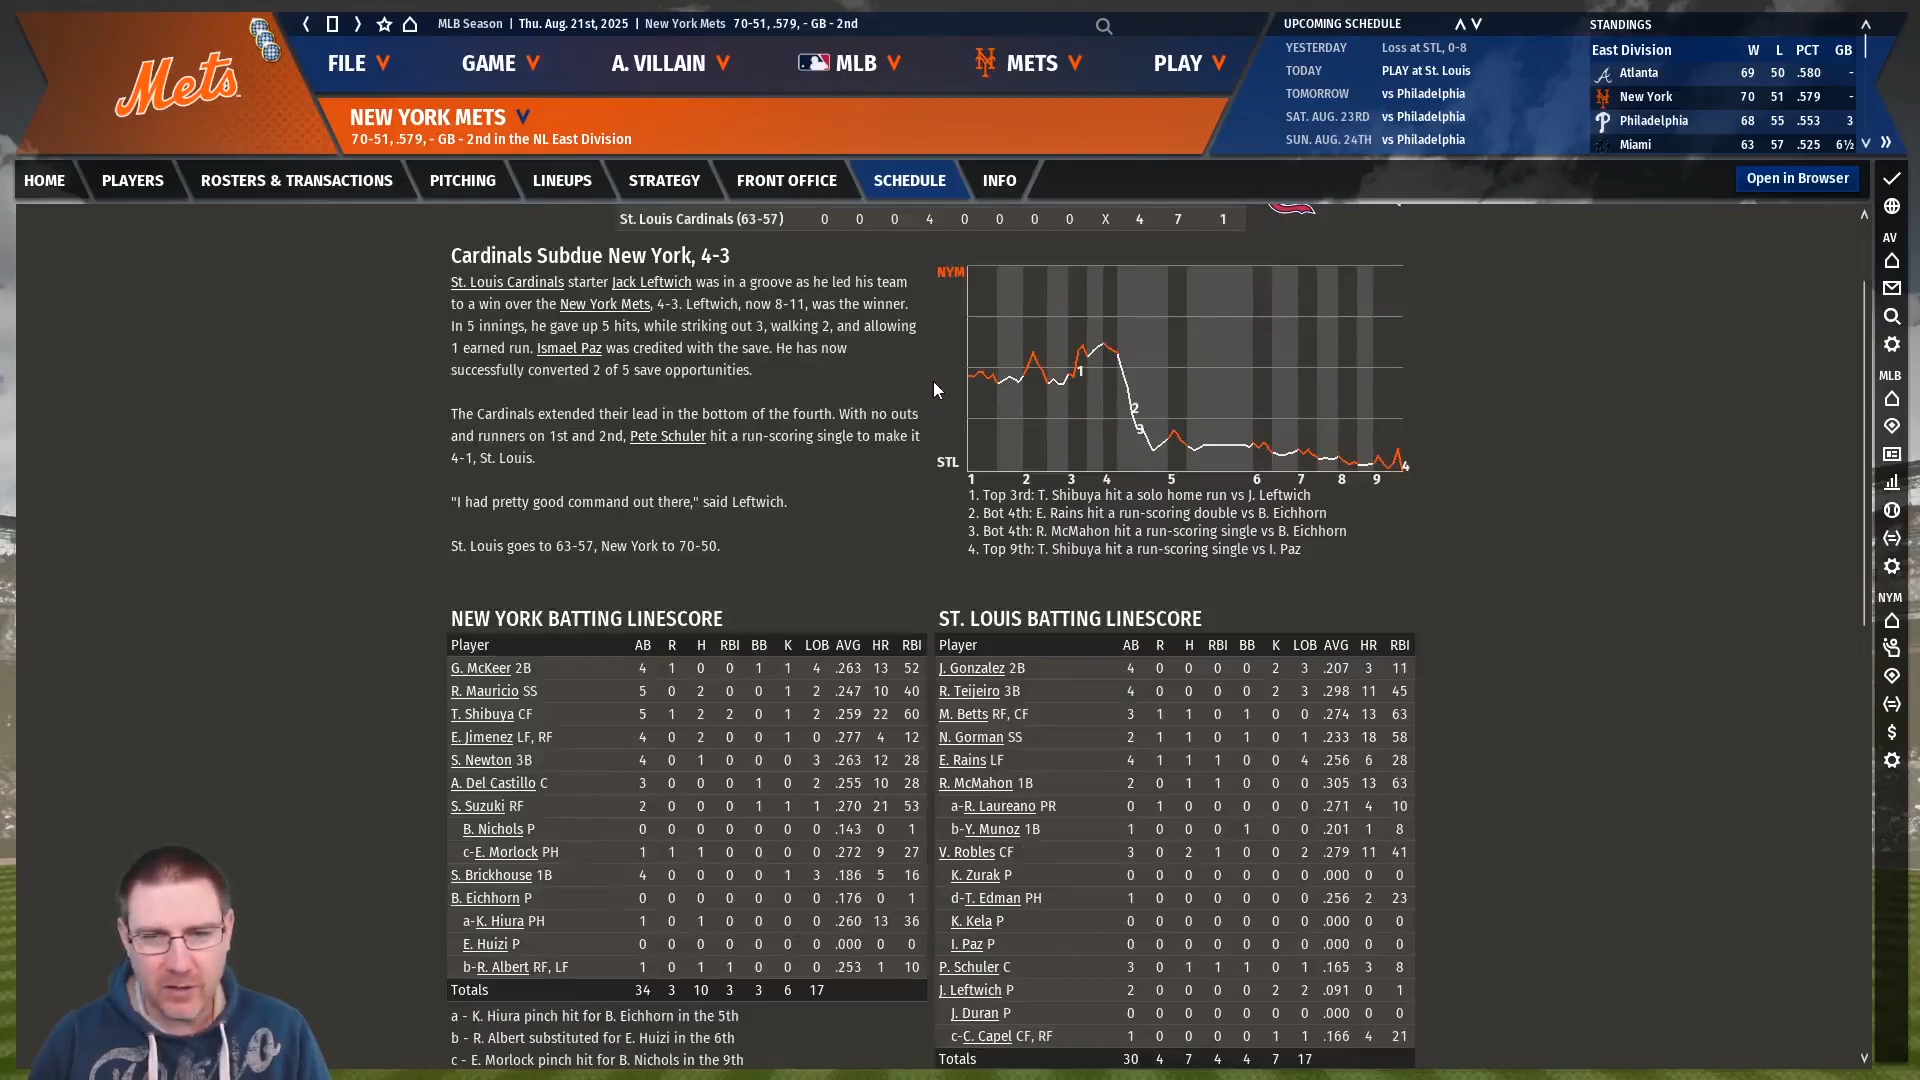 MLB Season | Thu. Aug. 21st, 2025 | New York Mets 70-51, .579, - GB - 2nd
FILE GAME A. VILLAIN MLB METS PLAY
Mets
NEW YORK METS
70-51, .579, - GB - 2nd in the NL East Division
UPCOMING SCHEDULE
YESTERDAY Loss at STL, 0-8
TODAY PLAY at St. Louis
TOMORROW vs Philadelphia
SAT. AUG. 23RD vs Philadelphia
SUN. AUG. 24TH vs Philadelphia
STANDINGS
East Division W L PCT GB
Atlanta 69 50 .580 -
New York 70 51 .579 -
Philadelphia 68 55 .553 3
Miami 63 57 .525 6½
HOME PLAYERS ROSTERS & TRANSACTIONS PITCHING LINEUPS STRATEGY FRONT OFFICE SCHEDULE INFO
Open in Browser
St. Louis Cardinals (63-57) 0 0 0 4 0 0 0 0 X 4 7 1
Cardinals Subdue New York, 4-3
St. Louis Cardinals starter Jack Leftwich was in a groove as he led his team
to a win over the New York Mets, 4-3. Leftwich, now 8-11, was the winner.
In 5 innings, he gave up 5 hits, while striking out 3, walking 2, and allowing
1 earned run. Ismael Paz was credited with the save. He has now
successfully converted 2 of 5 save opportunities.
The Cardinals extended their lead in the bottom of the fourth. With no outs
and runners on 1st and 2nd, Pete Schuler hit a run-scoring single to make it
4-1, St. Louis.
"I had pretty good command out there," said Leftwich.
St. Louis goes to 63-57, New York to 70-50.
NYM
1
2
3
4
STL
1 2 3 4 5 6 7 8 9
1. Top 3rd: T. Shibuya hit a solo home run vs J. Leftwich
2. Bot 4th: E. Rains hit a run-scoring double vs B. Eichhorn
3. Bot 4th: R. McMahon hit a run-scoring single vs B. Eichhorn
4. Top 9th: T. Shibuya hit a run-scoring single vs I. Paz
NEW YORK BATTING LINESCORE
Player AB R H RBI BB K LOB AVG HR RBI
G. McKeer 2B 4 1 0 0 1 1 4 .263 13 52
R. Mauricio SS 5 0 2 0 0 1 2 .247 10 40
T. Shibuya CF 5 1 2 2 0 1 2 .259 22 60
E. Jimenez LF, RF 4 0 2 0 0 1 0 .277 4 12
S. Newton 3B 4 0 1 0 0 0 3 .263 12 28
A. Del Castillo C 3 0 0 0 1 0 2 .255 10 28
S. Suzuki RF 2 0 0 0 1 1 1 .270 21 53
B. Nichols P 0 0 0 0 0 0 0 .143 0 1
c-E. Morlock PH 1 1 1 0 0 0 0 .272 9 27
S. Brickhouse 1B 4 0 0 0 0 1 3 .186 5 16
B. Eichhorn P 0 0 0 0 0 0 0 .176 0 1
a-K. Hiura PH 1 0 1 0 0 0 0 .260 13 36
E. Huizi P 0 0 0 0 0 0 0 .000 0 0
b-R. Albert RF, LF 1 0 1 1 0 0 0 .253 1 10
Totals 34 3 10 3 3 6 17
a - K. Hiura pinch hit for B. Eichhorn in the 5th
b - R. Albert substituted for E. Huizi in the 6th
c - E. Morlock pinch hit for B. Nichols in the 9th
ST. LOUIS BATTING LINESCORE
Player AB R H RBI BB K LOB AVG HR RBI
J. Gonzalez 2B 4 0 0 0 0 2 3 .207 3 11
R. Teijeiro 3B 4 0 0 0 0 2 3 .298 11 45
M. Betts RF, CF 3 1 1 0 1 0 0 .274 13 63
N. Gorman SS 2 1 1 0 1 0 1 .233 18 58
E. Rains LF 4 1 1 1 0 0 4 .256 6 28
R. McMahon 1B 2 0 1 1 0 0 0 .305 13 63
a-R. Laureano PR 0 1 0 0 0 0 0 .271 4 10
b-Y. Munoz 1B 1 0 0 0 1 0 0 .201 1 8
V. Robles CF 3 0 2 1 0 0 2 .279 11 41
K. Zurak P 0 0 0 0 0 0 0 .000 0 0
d-T. Edman PH 1 0 0 0 0 0 0 .256 2 23
K. Kela P 0 0 0 0 0 0 0 .000 0 0
I. Paz P 0 0 0 0 0 0 0 .000 0 0
P. Schuler C 3 0 1 1 1 0 1 .165 3 8
J. Leftwich P 2 0 0 0 0 2 2 .091 0 1
J. Duran P 0 0 0 0 0 0 0 .000 0 0
c-C. Capel CF, RF 1 0 0 0 0 1 1 .166 4 21
Totals 30 4 7 4 4 7 17
AV
MLB
NYM